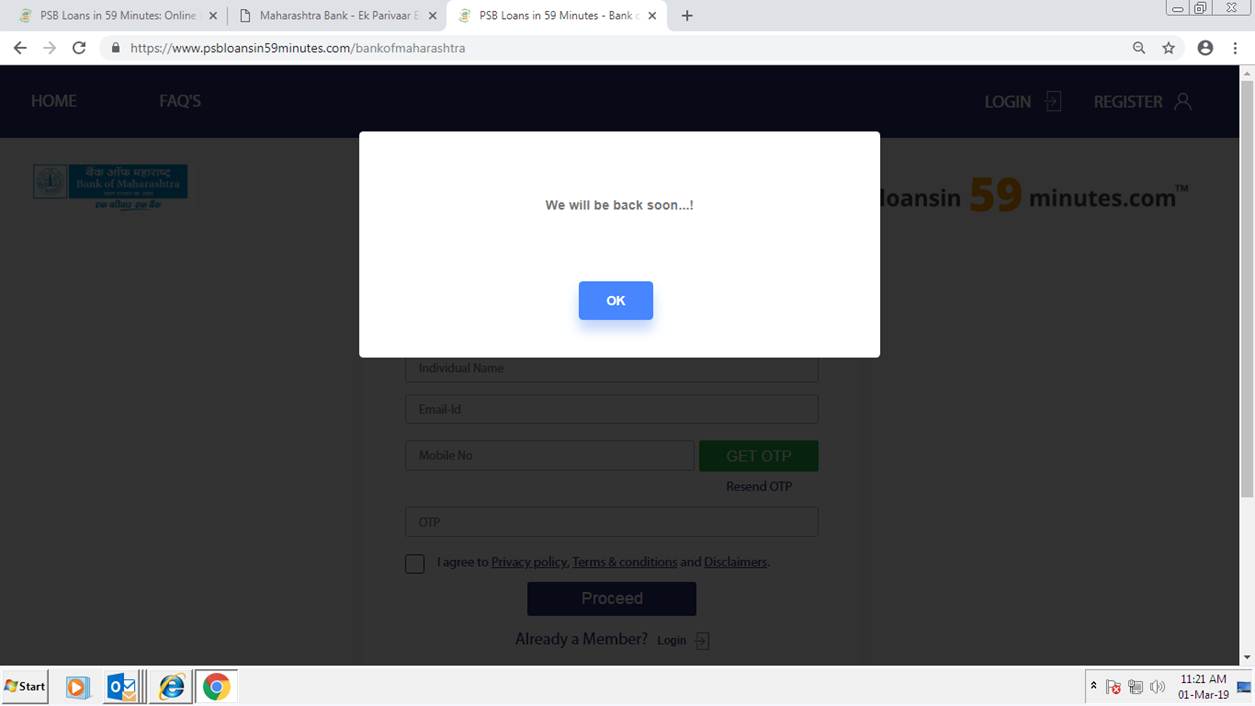 PSB Loans in 59 Minutes: Online
Maharashtra Bank - Ek Parivaar E
PSB Loans in 59 Minutes - Bank o
https://www.psbloansin59minutes.com/bankofmaharashtra
HOME
FAQ'S
LOGIN
REGISTER
बैंक ऑफ महाराष्ट्र
Bank of Maharashtra
एक परिवार एक बैंक
loansin 59 minutes.com™
We will be back soon...!
OK
Individual Name
Email-Id
Mobile No
GET OTP
Resend OTP
OTP
I agree to Privacy policy, Terms & conditions and Disclaimers.
Proceed
Already a Member? Login
Start
11:21 AM
01-Mar-19